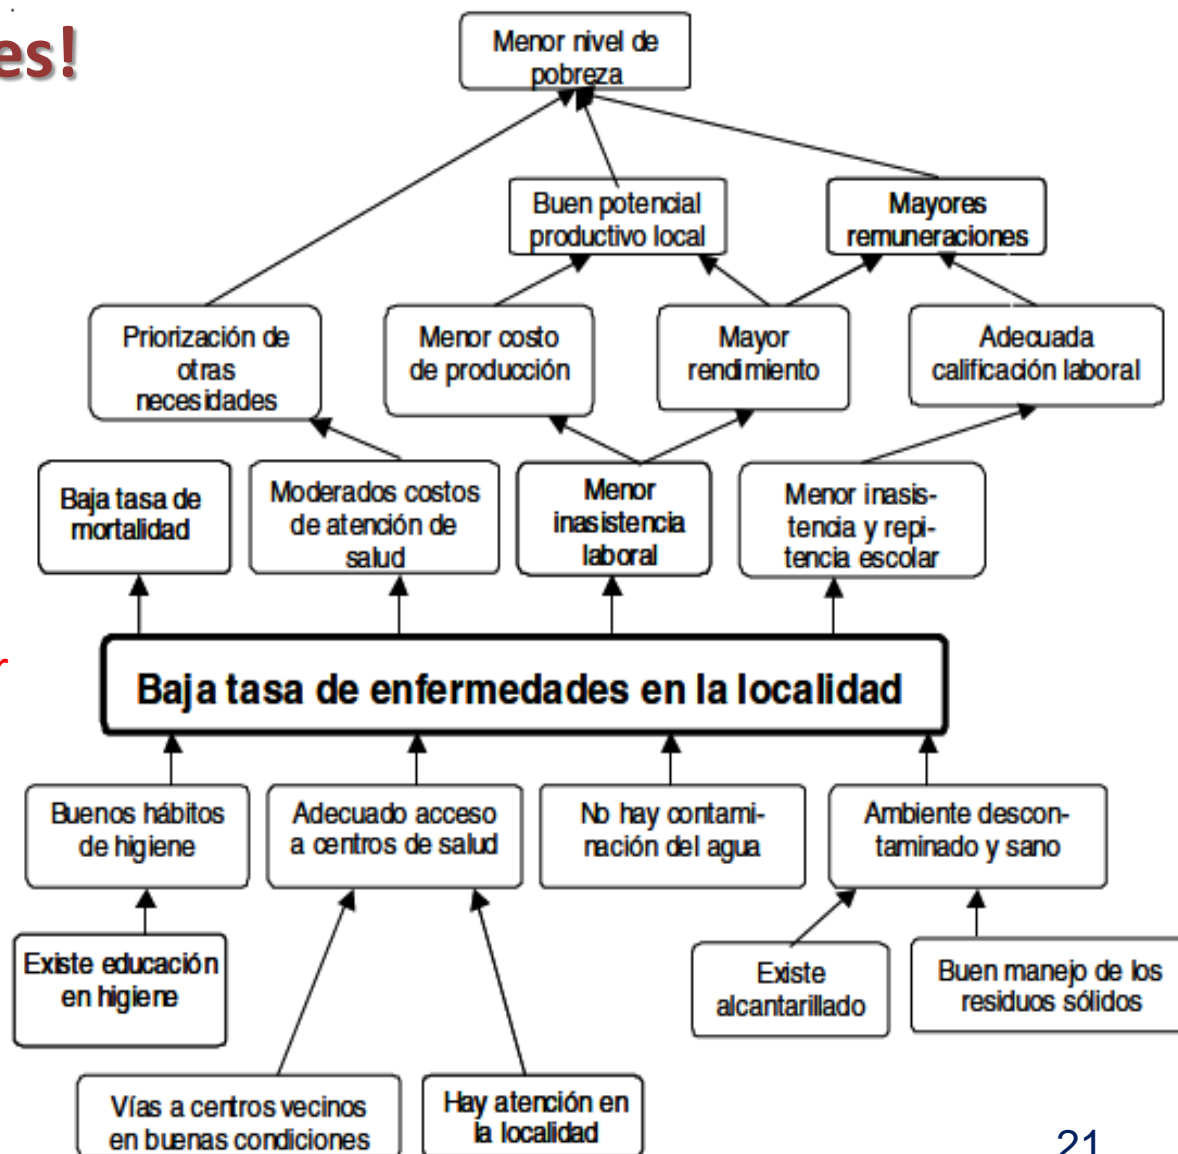 es!
Menor nivel de
pobreza
Buen potencial
productivo local
Mayores
remuneraciones
Priorización de
otras
necesidades
Menor costo
de producción
Mayor
rendimiento
Adecuada
calificación laboral
Baja tasa de
mortalidad
Moderados costos
de atención de
salud
Menor
inasistencia
laboral
Menor inasis-
tencia y repi-
tencia escolar
r
Baja tasa de enfermedades en la localidad
Buenos hábitos
de higiene
Adecuado acceso
a centros de salud
No hay contami-
nación del agua
Ambiente descon-
taminado y sano
Existe educación
en higiene
Existe
alcantarillado
Buen manejo de los
residuos sólidos
Vías a centros vecinos
en buenas condiciones
Hay atención en
la localidad
21